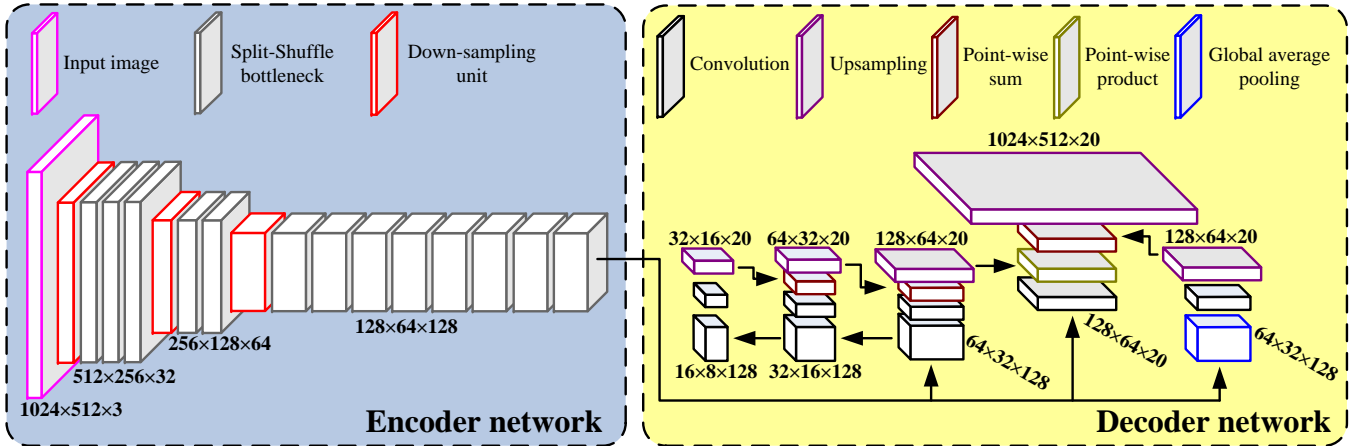 Input image
Split-Shuffle
bottleneck
Down-sampling
unit
1024×512×3
512×256×32
256×128×64
128×64×128
Encoder network
Convolution
Upsampling
Point-wise
sum
Point-wise
product
Global average
pooling
1024×512×20
32×16×20
64×32×20
128×64×20
128×64×20
16×8×128
32×16×128
64×32×128
128×64×20
64×32×128
Decoder network